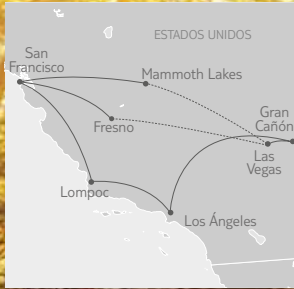 ESTADOS UNIDOS
San
Francisco
Mammoth Lakes
Gran
Cañón
Fresno
Las
Vegas
Lompoc
Los Ángeles